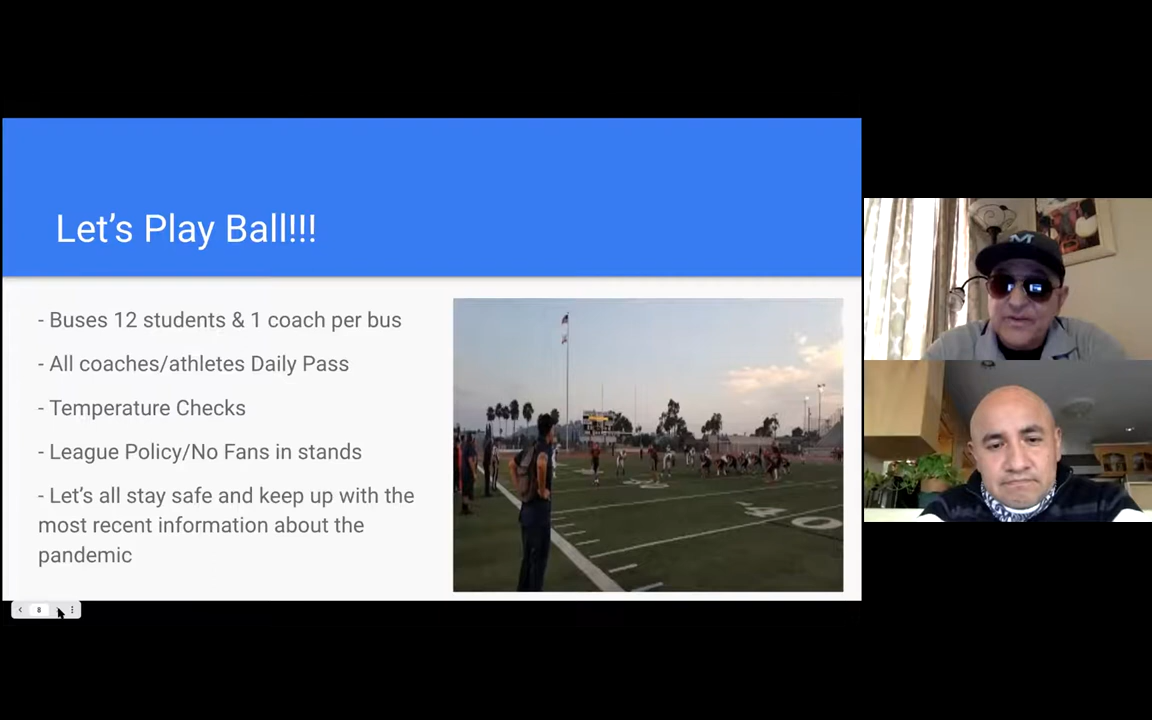 Let’s Play Ball!!!
- Buses 12 students & 1 coach per bus
- All coaches/athletes Daily Pass
- Temperature Checks
- League Policy/No Fans in stands
- Let’s all stay safe and keep up with the
most recent information about the
pandemic
40
M
8